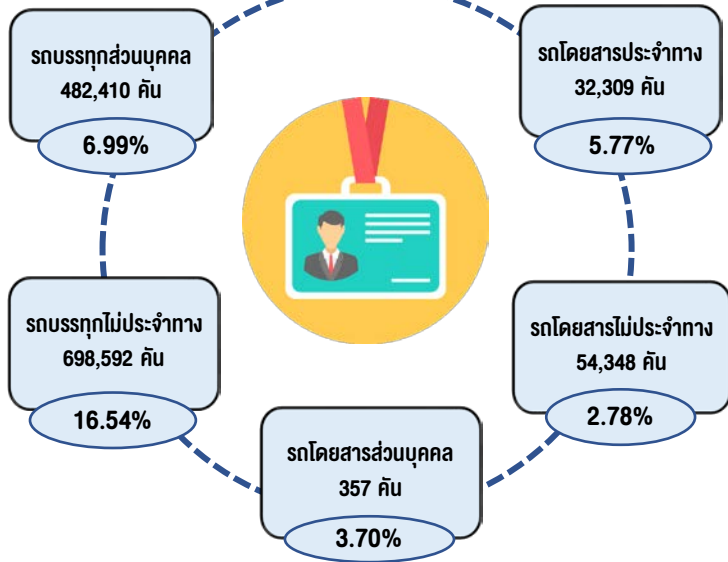 รถบรรทุกส่วนบุคคล
482,410 คัน
6.99%
รถโดยสารประจำทาง
32,309 คัน
5.77%
รถบรรทุกไม่ประจำทาง
698,592 คัน
16.54%
รถโดยสารไม่ประจำทาง
54,348 คัน
2.78%
รถโดยสารส่วนบุคคล
357 คัน
3.70%